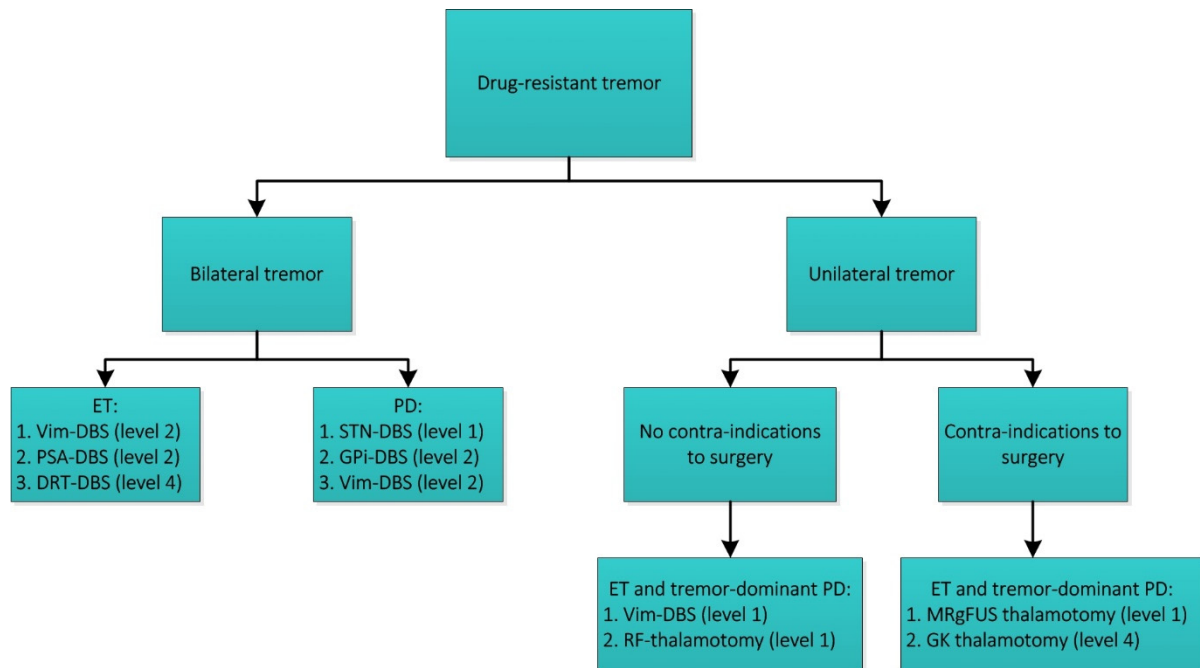 Drug-resistant tremor
Bilateral tremor
Unilateral tremor
ET:
1. Vim-DBS (level 2)
2. PSA-DBS (level 2)
3. DRT-DBS (level 4)
PD:
1. STN-DBS (level 1)
2. GPi-DBS (level 2)
3. Vim-DBS (level 2)
No contra-indications
to surgery
Contra-indications to
surgery
ET and tremor-dominant PD:
1. Vim-DBS (level 1)
2. RF-thalamotomy (level 1)
ET and tremor-dominant PD:
1. MRgFUS thalamotomy (level 1)
2. GK thalamotomy (level 4)